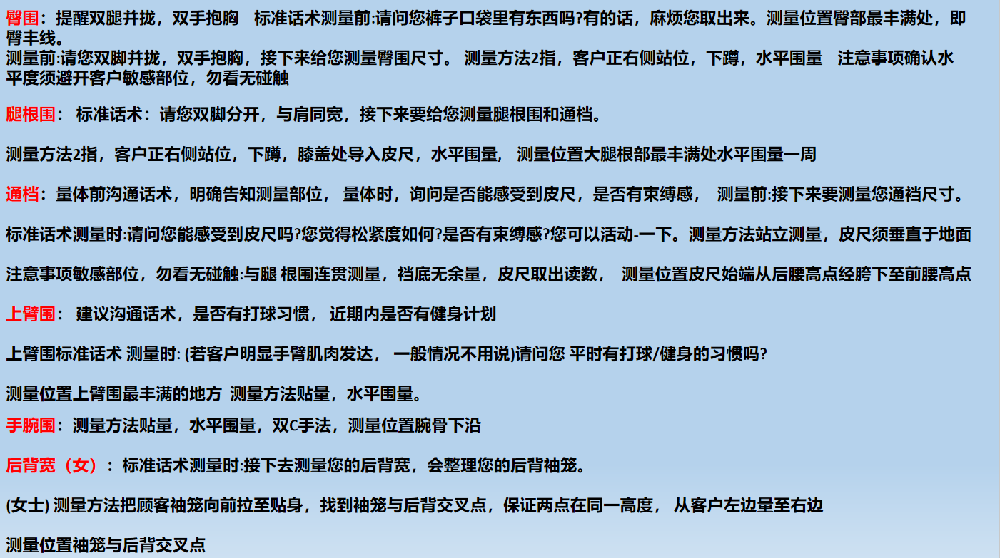 臀围：提醒双腿并拢，双手抱胸 标准话术测量前:请问您裤子口袋里有东西吗?有的话，麻烦您取出来。测量位置臀部最丰满处，即
臀丰线。
测量前:请您双脚并拢，双手抱胸，接下来给您测量臀围尺寸。 测量方法2指，客户正右侧站位，下蹲，水平围量 注意事项确认水
平度须避开客户敏感部位，勿看无碰触
腿根围： 标准话术：请您双脚分开，与肩同宽，接下来要给您测量腿根围和通档。
测量方法2指，客户正右侧站位，下蹲，膝盖处导入皮尺，水平围量， 测量位置大腿根部最丰满处水平围量一周
通档：量体前沟通话术，明确告知测量部位， 量体时，询问是否能感受到皮尺，是否有束缚感， 测量前:接下来要测量您通裆尺寸。
标准话术测量时:请问您能感受到皮尺吗?您觉得松紧度如何?是否有束缚感?您可以活动-一下。测量方法站立测量，皮尺须垂直于地面
注意事项敏感部位，勿看无碰触:与腿 根围连贯测量，裆底无余量，皮尺取出读数， 测量位置皮尺始端从后腰高点经胯下至前腰高点
上臂围： 建议沟通话术，是否有打球习惯， 近期内是否有健身计划
上臂围标准话术 测量时: (若客户明显手臂肌肉发达， 一般情况不用说)请问您 平时有打球/健身的习惯吗?
测量位置上臂围最丰满的地方 测量方法贴量，水平围量。
手腕围：测量方法贴量，水平围量，双C手法，测量位置腕骨下沿
后背宽（女）：标准话术测量时:接下去测量您的后背宽，会整理您的后背袖笼。
(女士) 测量方法把顾客袖笼向前拉至贴身，找到袖笼与后背交叉点，保证两点在同一高度， 从客户左边量至右边
测量位置袖笼与后背交叉点